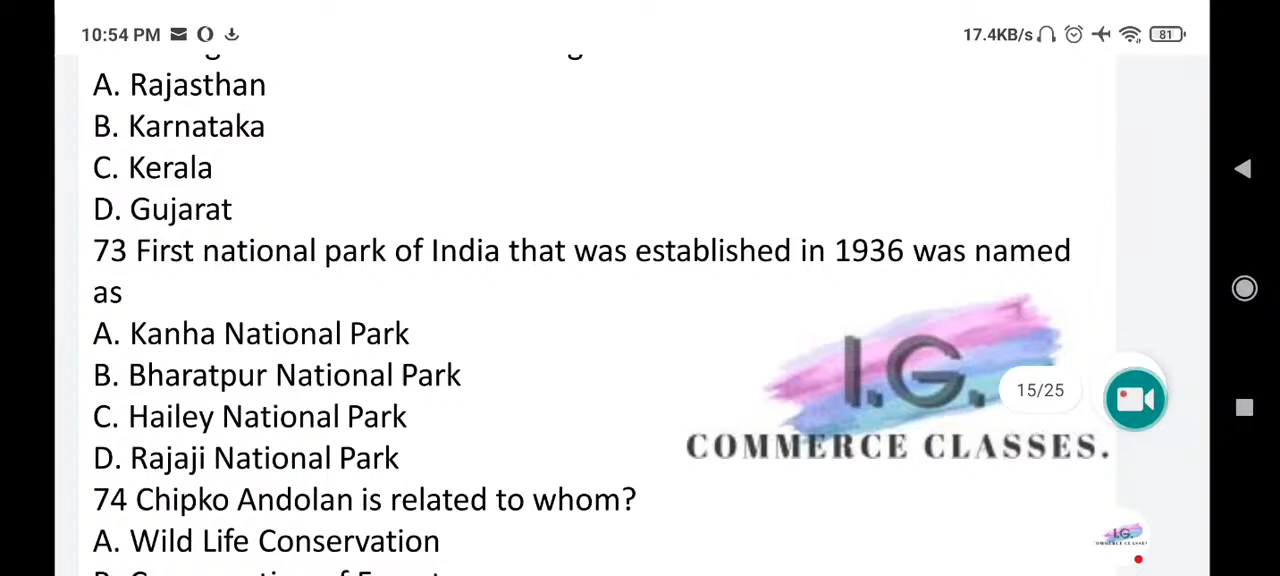 10:54 PM
17.4KB/s
81
A. Rajasthan
B. Karnataka
C. Kerala
D. Gujarat
73 First national park of India that was established in 1936 was named
as
A. Kanha National Park
B. Bharatpur National Park
C. Hailey National Park
D. Rajaji National Park
I.G.
COMMERCE CLASSES.
15/25
74 Chipko Andolan is related to whom?
A. Wild Life Conservation
I.G.
COMMERCE CLASSES